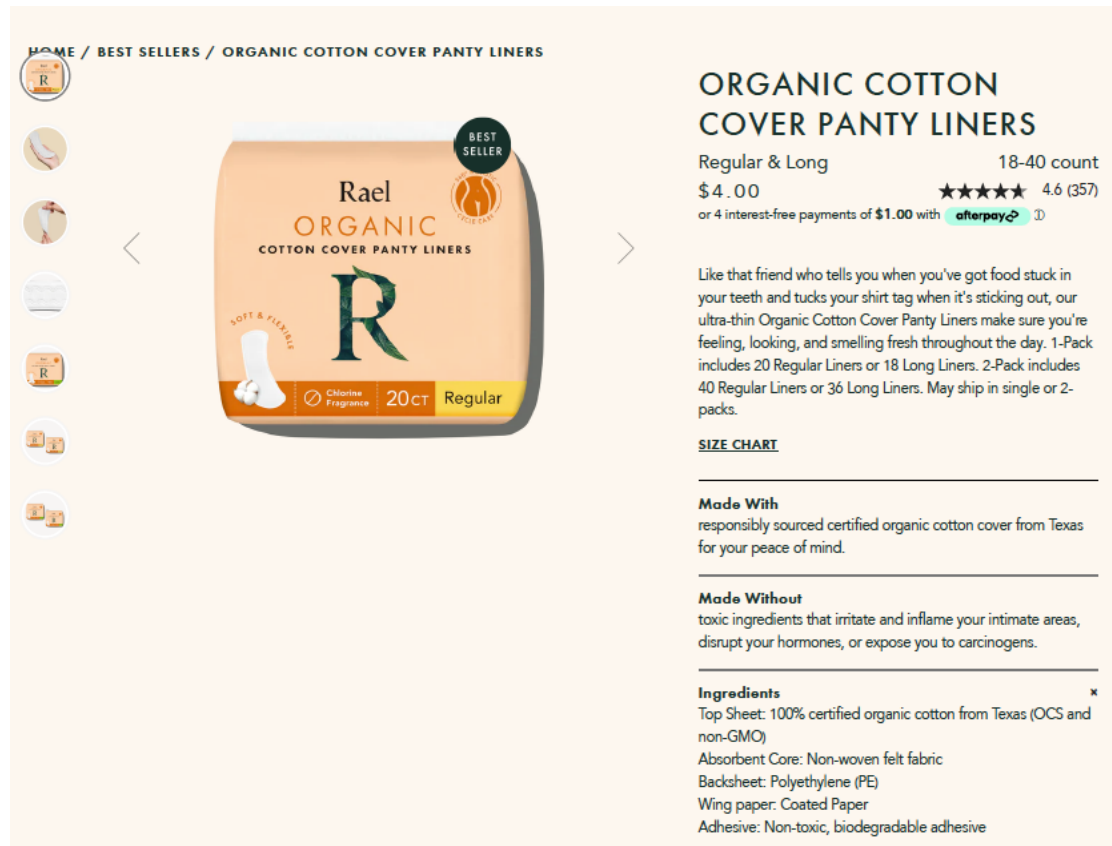 HOME / BEST SELLERS / ORGANIC COTTON COVER PANTY LINERS
BEST
SELLER
Rael
ORGANIC
COTTON COVER PANTY LINERS
R
SOFT & FLEXIBLE
Chlorine
Fragrance
20CT
Regular
ORGANIC COTTON
COVER PANTY LINERS
Regular & Long
18-40 count
$4.00
4.6 (357)
or 4 interest-free payments of $1.00 with afterpay
Like that friend who tells you when you've got food stuck in
your teeth and tucks your shirt tag when it's sticking out, our
ultra-thin Organic Cotton Cover Panty Liners make sure you're
feeling, looking, and smelling fresh throughout the day. 1-Pack
includes 20 Regular Liners or 18 Long Liners. 2-Pack includes
40 Regular Liners or 36 Long Liners. May ship in single or 2-
packs.
SIZE CHART
Made With
responsibly sourced certified organic cotton cover from Texas
for your peace of mind.
Made Without
toxic ingredients that irritate and inflame your intimate areas,
disrupt your hormones, or expose you to carcinogens.
Ingredients
Top Sheet: 100% certified organic cotton from Texas (OCS and
non-GMO)
Absorbent Core: Non-woven felt fabric
Backsheet: Polyethylene (PE)
Wing paper: Coated Paper
Adhesive: Non-toxic, biodegradable adhesive